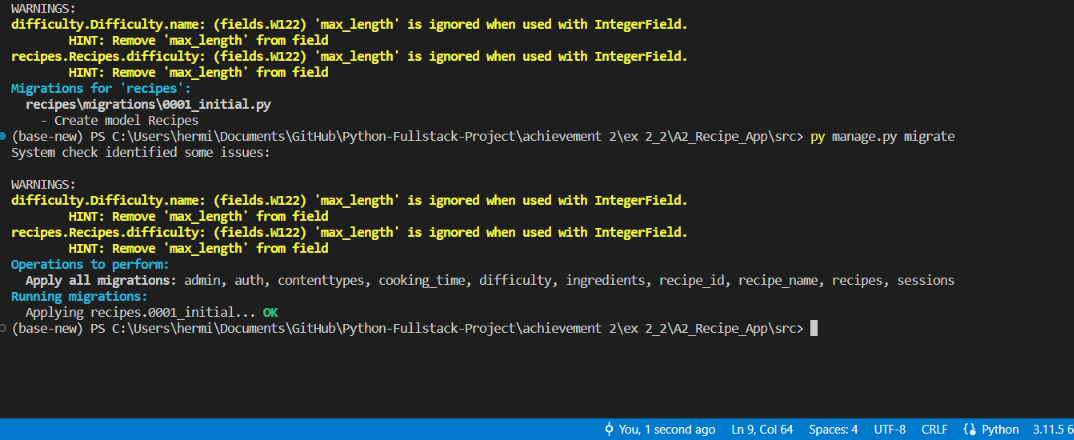 WARNINGS:
difficulty.Difficulty.name: (fields.W122) 'max_length' is ignored when used with IntegerField.
HINT: Remove 'max_length' from field
recipes.Recipes.difficulty: (fields.W122) 'max_length' is ignored when used with IntegerField.
HINT: Remove 'max_length' from field
Migrations for 'recipes':
recipes\migrations\0001_initial.py
- Create model Recipes
(base-new) PS C:\Users\hermi\Documents\GitHub\Python-Fullstack-Project\achievement 2\ex 2_2\A2_Recipe_App\src> py manage.py migrate
System check identified some issues:
WARNINGS:
difficulty.Difficulty.name: (fields.W122) 'max_length' is ignored when used with IntegerField.
HINT: Remove 'max_length' from field
recipes.Recipes.difficulty: (fields.W122) 'max_length' is ignored when used with IntegerField.
HINT: Remove 'max_length' from field
Operations to perform:
Apply all migrations: admin, auth, contenttypes, cooking_time, difficulty, ingredients, recipe_id, recipe_name, recipes, sessions
Running migrations:
Applying recipes.0001_initial... OK
(base-new) PS C:\Users\hermi\Documents\GitHub\Python-Fullstack-Project\achievement 2\ex 2_2\A2_Recipe_App\src>
You, 1 second ago Ln 9, Col 64 Spaces: 4 UTF-8 CRLF Python 3.11.5 6